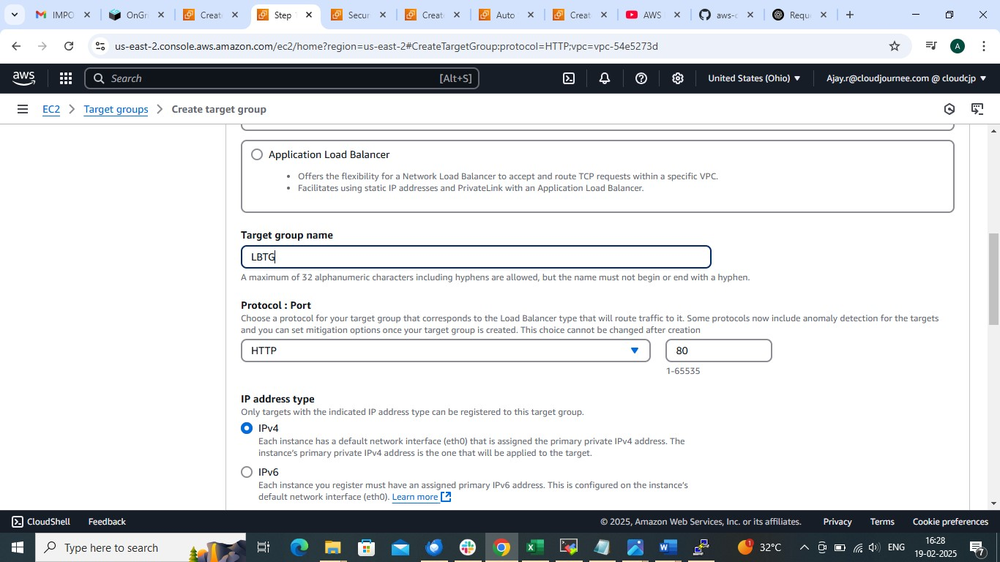 IMPO
OnGr
Create
Step
Secur
Create
Auto
Creat
AWS
aws-c
Requ
us-east-2.console.aws.amazon.com/ec2/home?region=us-east-2#CreateTargetGroup:protocol=HTTP;vpc=vpc-54e5273d
A
aws
Search
[Alt+S]
United States (Ohio)
Ajay.r@cloudjournee.com @ cloudcjp
EC2 > Target groups > Create target group
Application Load Balancer
• Offers the flexibility for a Network Load Balancer to accept and route TCP requests within a specific VPC.
• Facilitates using static IP addresses and PrivateLink with an Application Load Balancer.
Target group name
LBTG
A maximum of 32 alphanumeric characters including hyphens are allowed, but the name must not begin or end with a hyphen.
Protocol : Port
Choose a protocol for your target group that corresponds to the Load Balancer type that will route traffic to it. Some protocols now include anomaly detection for the targets
and you can set mitigation options once your target group is created. This choice cannot be changed after creation
HTTP
80
1-65535
IP address type
Only targets with the indicated IP address type can be registered to this target group.
IPv4
Each instance has a default network interface (eth0) that is assigned the primary private IPv4 address. The
instance's primary private IPv4 address is the one that will be applied to the target.
IPv6
Each instance you register must have an assigned primary IPv6 address. This is configured on the instance's
default network interface (eth0). Learn more
CloudShell
Feedback
© 2025, Amazon Web Services, Inc. or its affiliates.
Privacy
Terms
Cookie preferences
Type here to search
1
32°C
ENG
16:28
19-02-2025
7